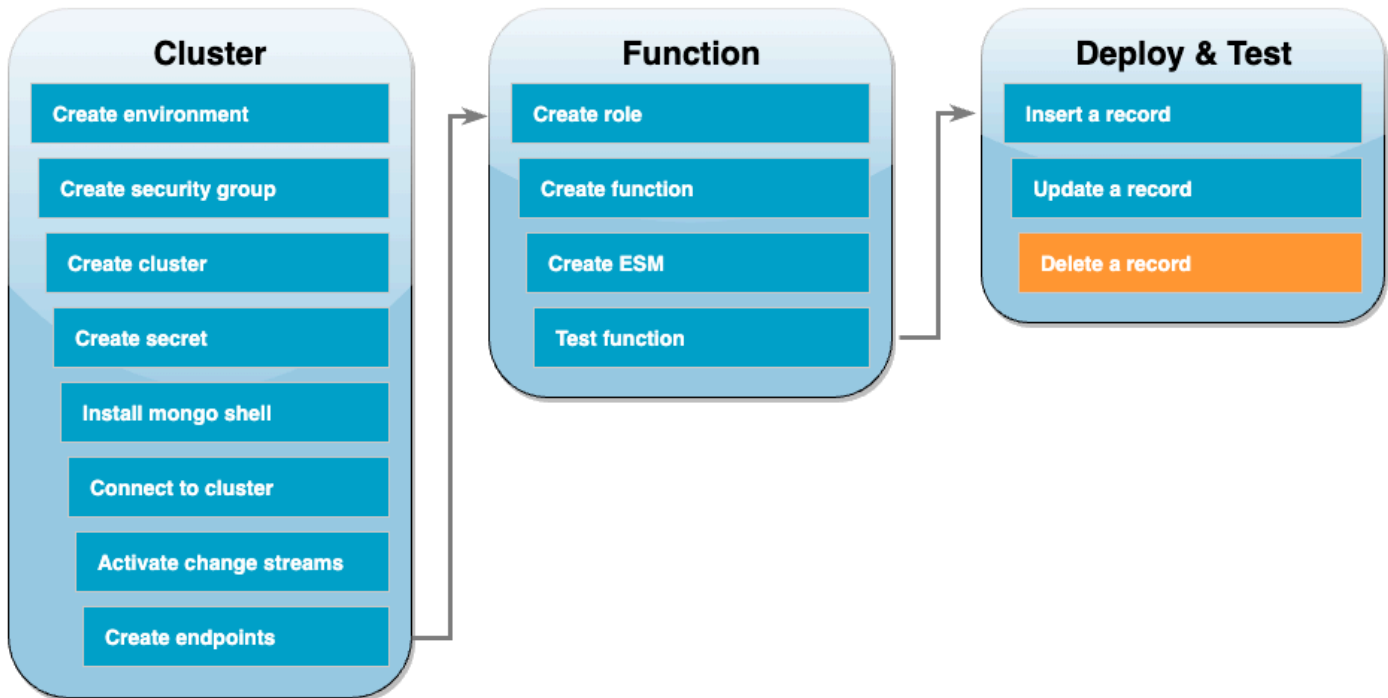 Cluster
Create environment
Create security group
Create cluster
Create secret
Install mongo shell
Connect to cluster
Activate change streams
Create endpoints
Function
Create role
Create function
Create ESM
Test function
Deploy & Test
Insert a record
Update a record
Delete a record